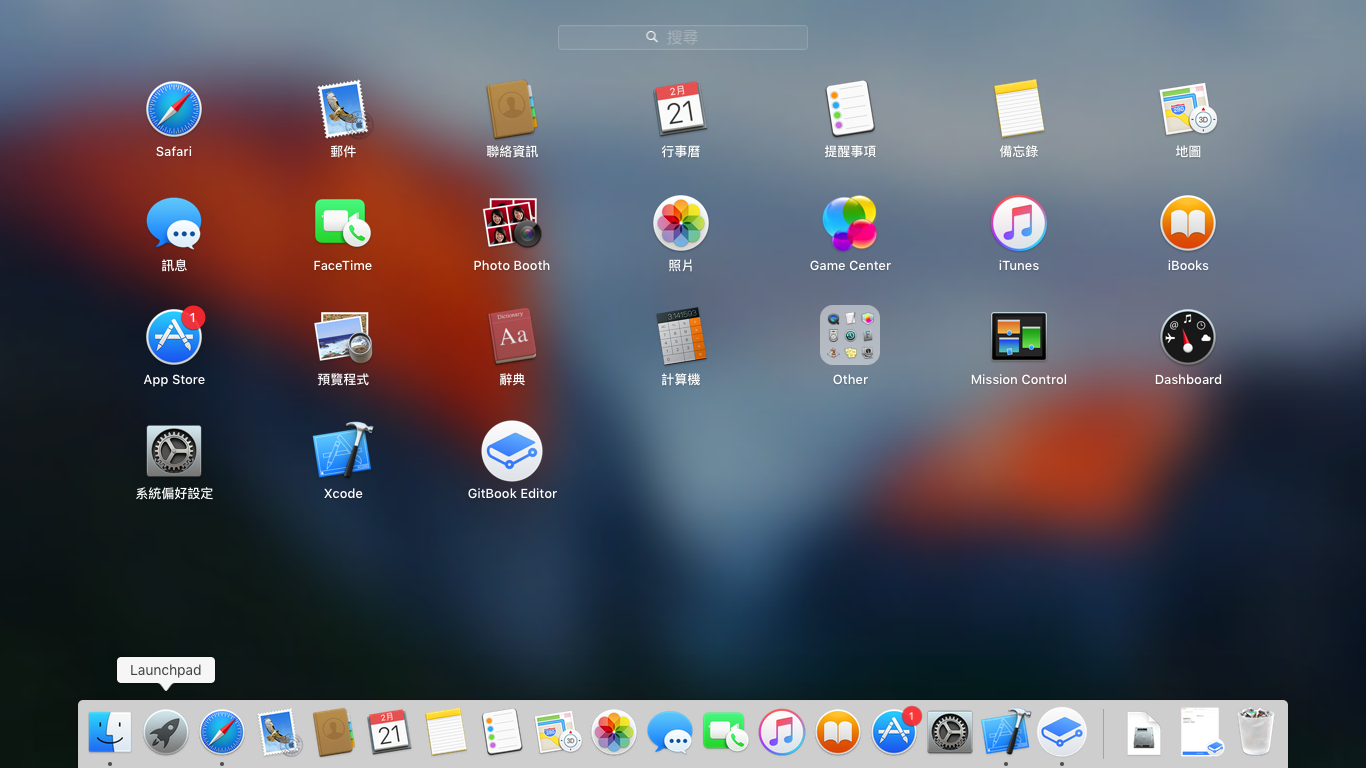 搜尋
2月
21
3D
Safari
郵件
聯絡資訊
行事曆
提醒事項
備忘錄
地圖
訊息
FaceTime
Photo Booth
照片
Game Center
iTunes
iBooks
1
Dictionary
Aa
3.141593
App Store
預覽程式
辭典
計算機
Other
Mission Control
Dashboard
系統偏好設定
Xcode
GitBook Editor
Launchpad
2月
21
3D
1